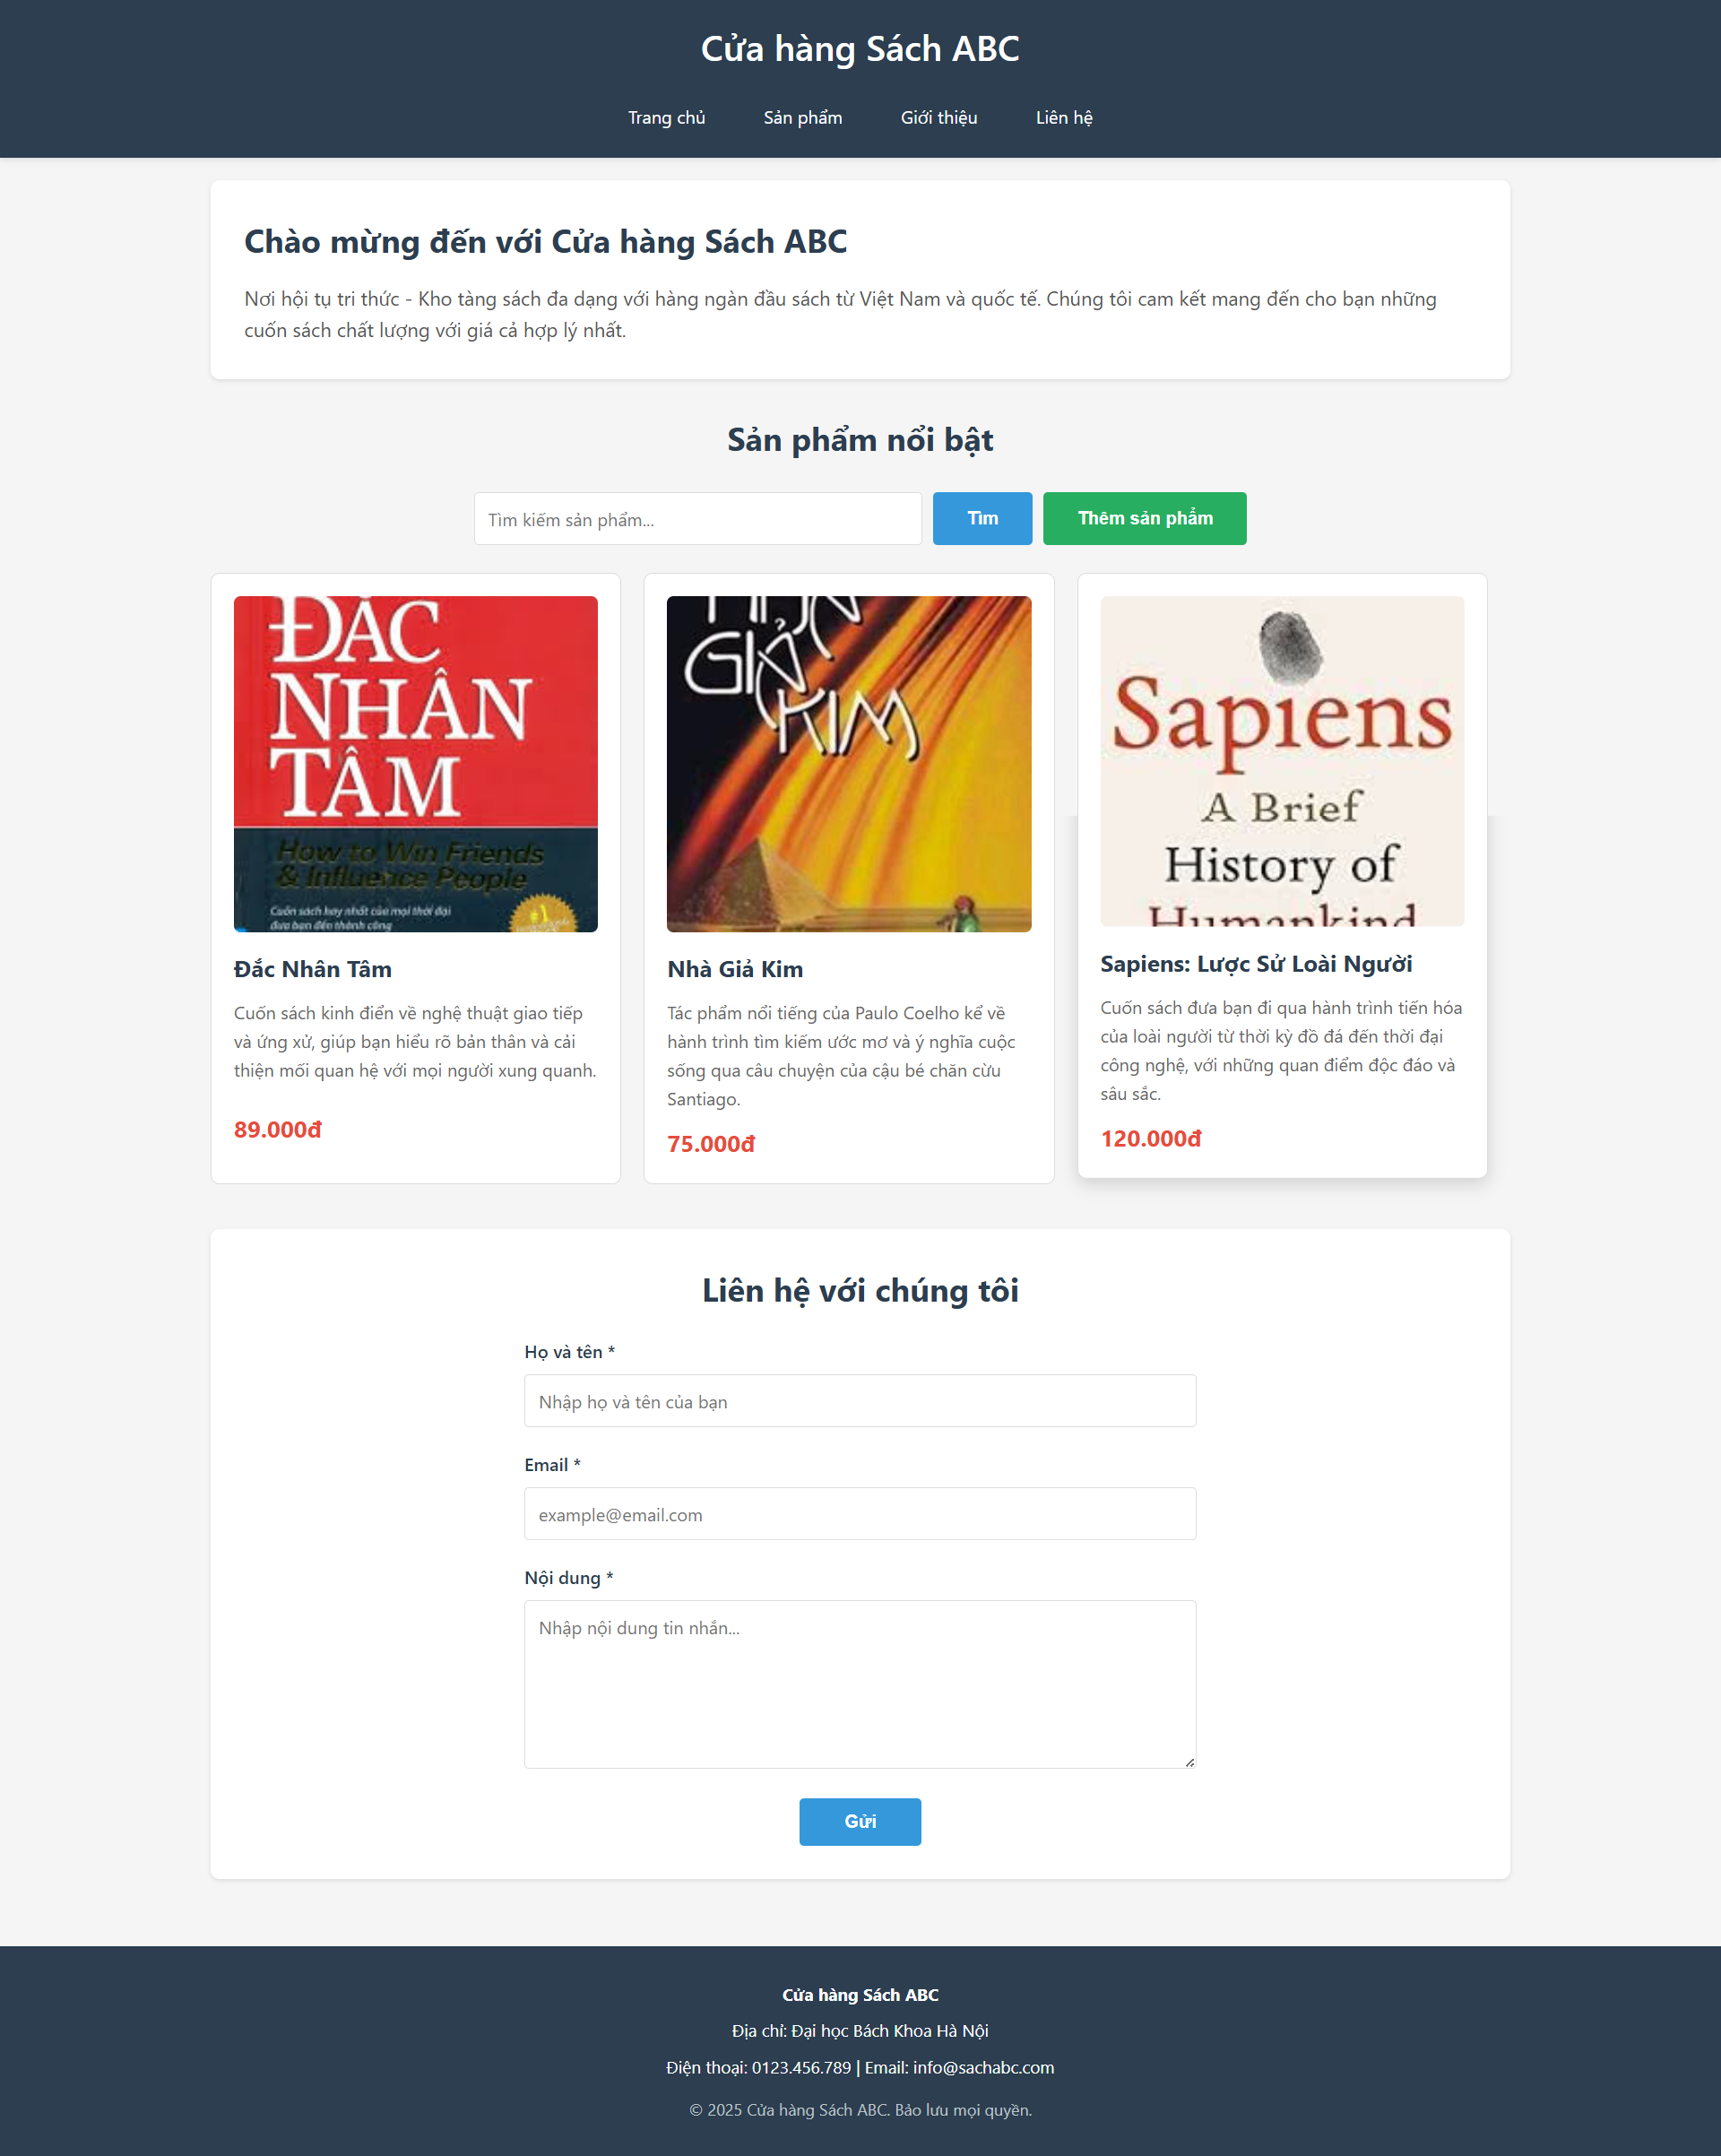 Cửa hàng Sách ABC
Trang chủ Sản phẩm Giới thiệu Liên hệ
Chào mừng đến với Cửa hàng Sách ABC
Nơi hội tụ tri thức - Kho tàng sách đa dạng với hàng ngàn đầu sách từ Việt Nam và quốc tế. Chúng tôi cam kết mang đến cho bạn những
cuốn sách chất lượng với giá cả hợp lý nhất.
Sản phẩm nổi bật
Tìm kiếm sản phẩm... Tìm Thêm sản phẩm
ĐẮC
NHÂN
TÂM
How to Win Friends
& Influence People
Cuốn sách hay nhất của mọi thời đại
đưa bạn đến thành công
#1
Đắc Nhân Tâm
Cuốn sách kinh điển về nghệ thuật giao tiếp
và ứng xử, giúp bạn hiểu rõ bản thân và cải
thiện mối quan hệ với mọi người xung quanh.
89.000đ
GIẢ
KIM
Nhà Giả Kim
Tác phẩm nổi tiếng của Paulo Coelho kể về
hành trình tìm kiếm ước mơ và ý nghĩa cuộc
sống qua câu chuyện của cậu bé chăn cừu
Santiago.
75.000đ
Sapiens
A Brief
History of
Humankind
Sapiens: Lược Sử Loài Người
Cuốn sách đưa bạn đi qua hành trình tiến hóa
của loài người từ thời kỳ đồ đá đến thời đại
công nghệ, với những quan điểm độc đáo và
sâu sắc.
120.000đ
Liên hệ với chúng tôi
Họ và tên *
Nhập họ và tên của bạn
Email *
example@email.com
Nội dung *
Nhập nội dung tin nhắn...
Gửi
Cửa hàng Sách ABC
Địa chỉ: Đại học Bách Khoa Hà Nội
Điện thoại: 0123.456.789 | Email: info@sachabc.com
© 2025 Cửa hàng Sách ABC. Bảo lưu mọi quyền.